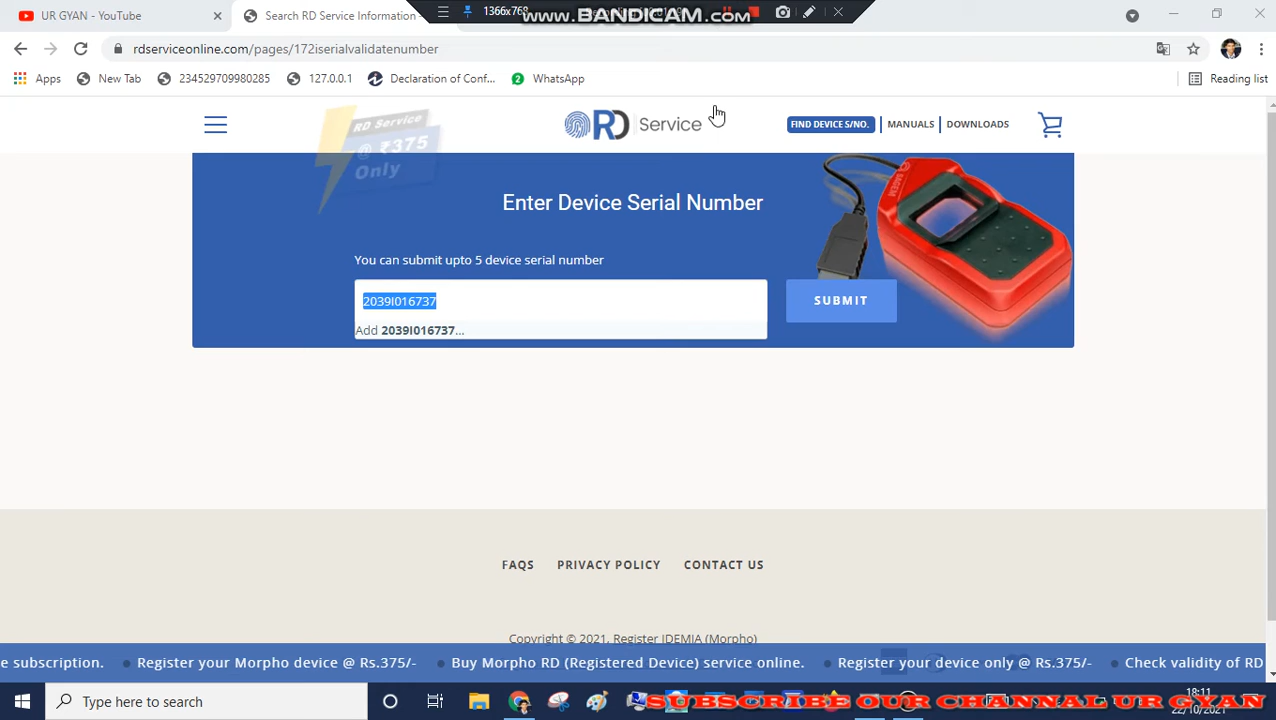 UR GYAN - YouTube
Search RD Service Information
1366x768
www.BANDICAM.com
rdserviceonline.com/pages/172iserialvalidatenumber
Apps
New Tab
234529709980285
127.0.0.1
Declaration of Conf...
2
WhatsApp
Reading list
RD Service
@ ₹375
Only
RD Service
FIND DEVICE S/NO.
MANUALS
DOWNLOADS
Enter Device Serial Number
SAGEM
You can submit upto 5 device serial number
2039I016737
SUBMIT
Add 2039I016737...
FAQS
PRIVACY POLICY
CONTACT US
Copyright © 2021, Register IDEMIA (Morpho)
e subscription. • Register your Morpho device @ Rs.375/- • Buy Morpho RD (Registered Device) service online. • Register your device only @ Rs.375/- • Check validity of RD
Type here to search
SUBSCRIBE OUR CHANNAL UR GYAN
18:11
22/10/2021